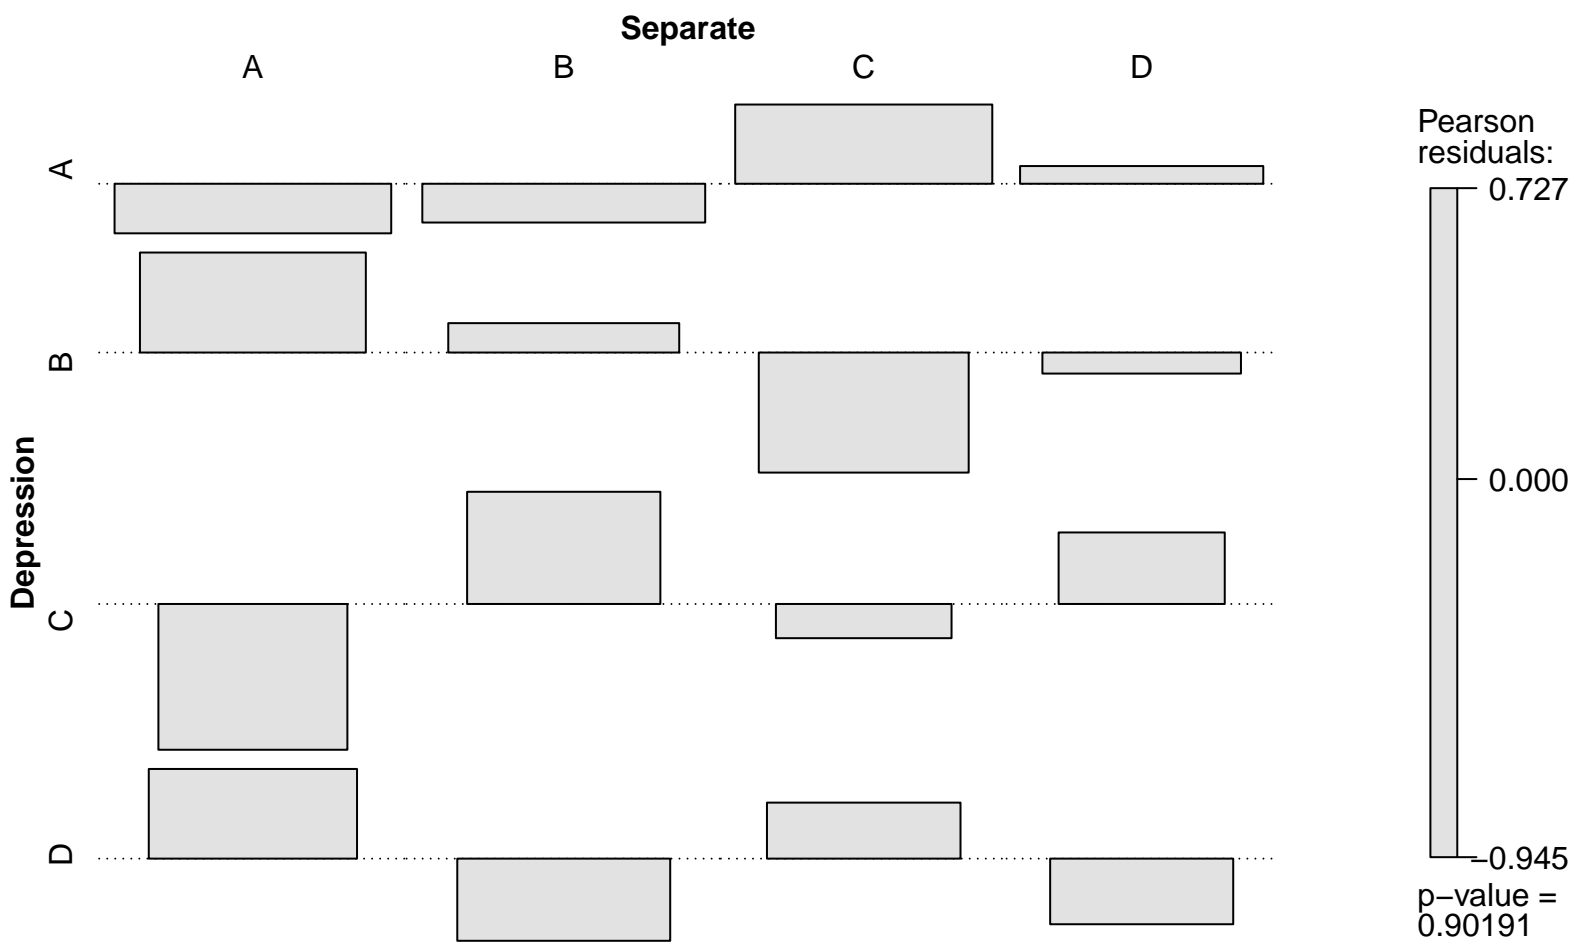 Separate
A B C D
A
B
C
D
Depression
Pearson
residuals:
0.727
0.000
−0.945
p−value =
0.90191